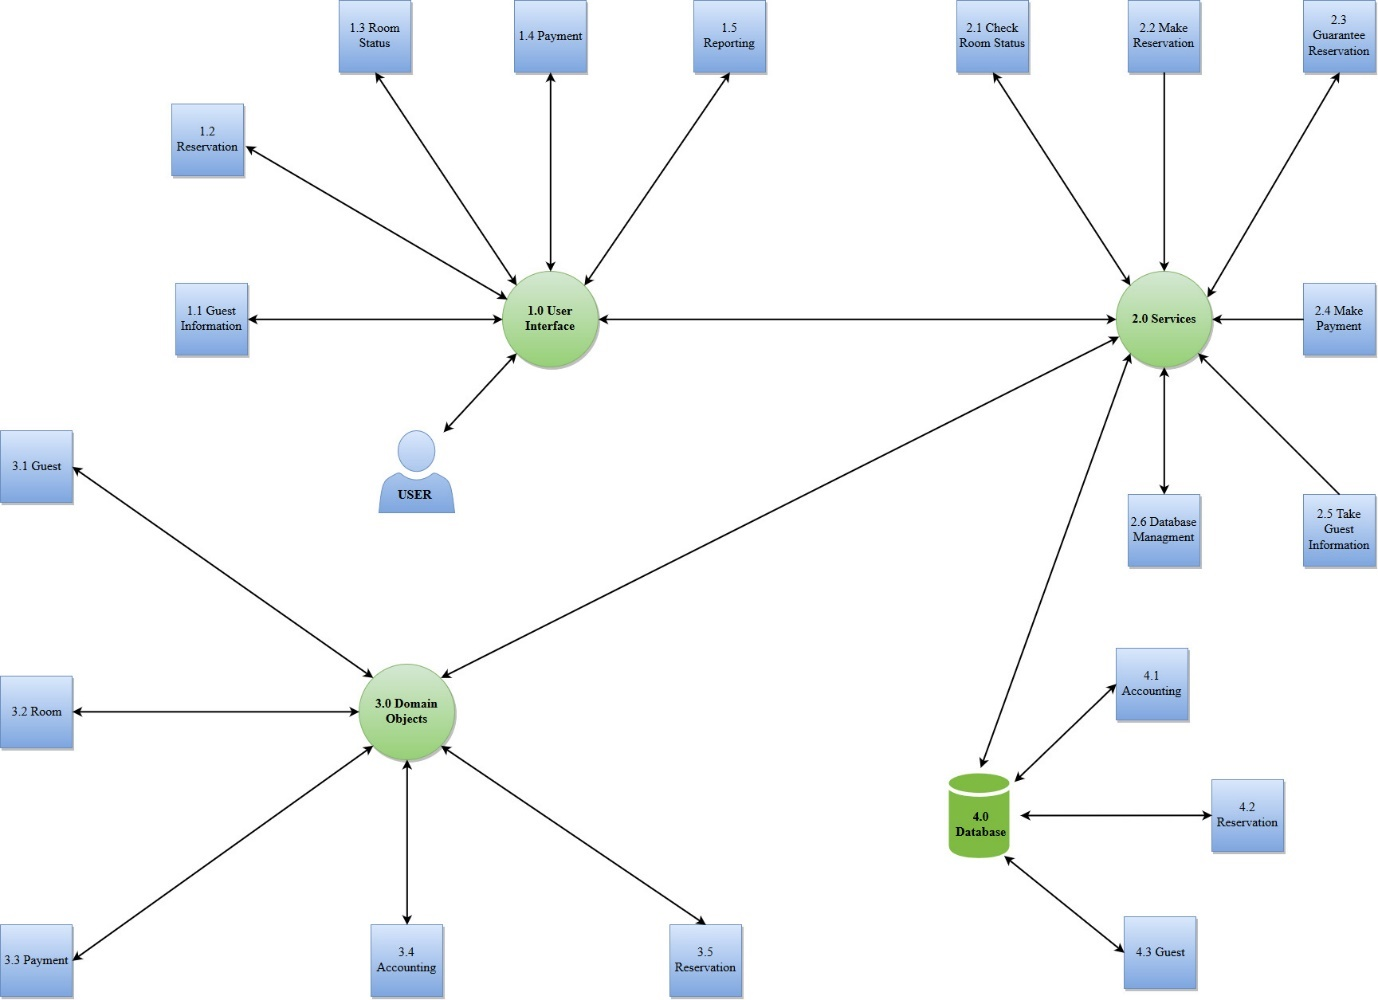 1.3 Room
Status
1.4 Payment
1.5
Reporting
2.1 Check
Room Status
2.2 Make
Reservation
2.3
Guarantee
Reservation
1.2
Reservation
1.1 Guest
Information
1.0 User
Interface
2.0 Services
2.4 Make
Payment
3.1 Guest
USER
2.6 Database
Managment
2.5 Take
Guest
Information
3.2 Room
3.0 Domain
Objects
4.1
Accounting
4.0
Database
4.2
Reservation
3.3 Payment
3.4
Accounting
3.5
Reservation
4.3 Guest